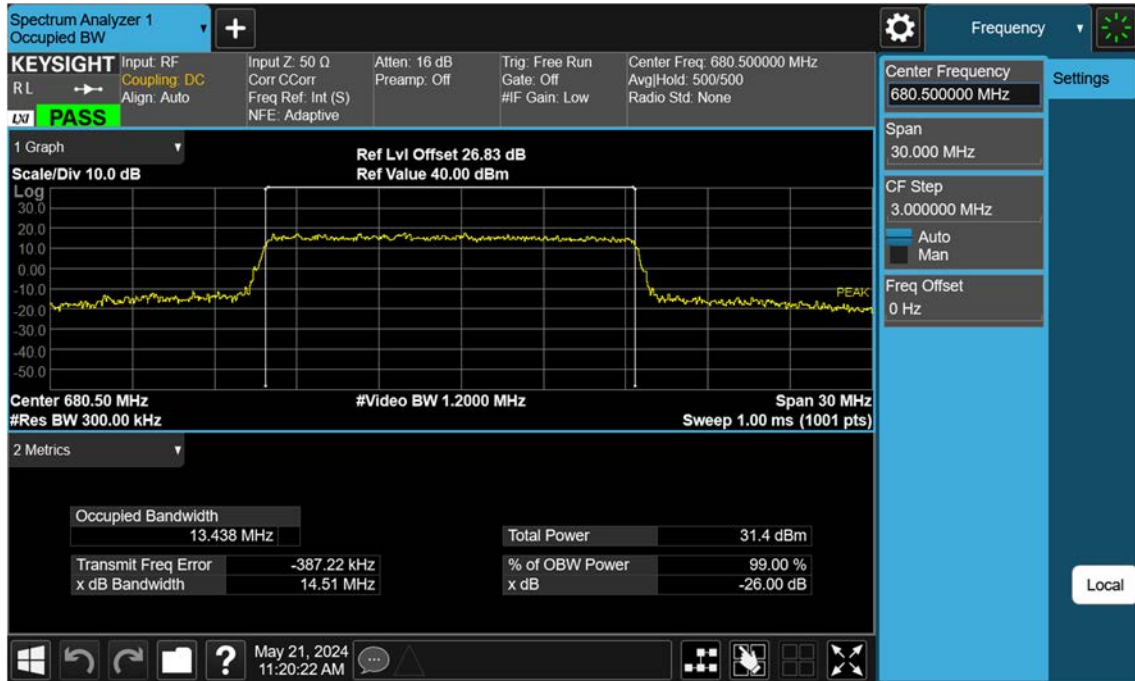 Spectrum Analyzer 1
Occupied BW
+
Frequency
KEYSIGHT
RL
LXI
PASS
Input: RF
Coupling: DC
Align: Auto
Input Z: 50 Ω
Corr CCorr
Freq Ref: Int (S)
NFE: Adaptive
Atten: 16 dB
Preamp: Off
Trig: Free Run
Gate: Off
#IF Gain: Low
Center Freq: 680.500000 MHz
Avg|Hold: 500/500
Radio Std: None
Center Frequency
680.500000 MHz
Settings
Span
30.000 MHz
CF Step
3.000000 MHz
Auto
Man
Freq Offset
0 Hz
Local
1 Graph
Scale/Div 10.0 dB
Ref Lvl Offset 26.83 dB
Ref Value 40.00 dBm
Log
30.0
20.0
10.0
0.00
-10.0
-20.0
-30.0
-40.0
-50.0
PEAK
Center 680.50 MHz
#Video BW 1.2000 MHz
Span 30 MHz
#Res BW 300.00 kHz
Sweep 1.00 ms (1001 pts)
2 Metrics
Occupied Bandwidth
13.438 MHz
Total Power 31.4 dBm
Transmit Freq Error -387.22 kHz
% of OBW Power 99.00 %
x dB Bandwidth 14.51 MHz
x dB -26.00 dB
?
May 21, 2024
11:20:22 AM